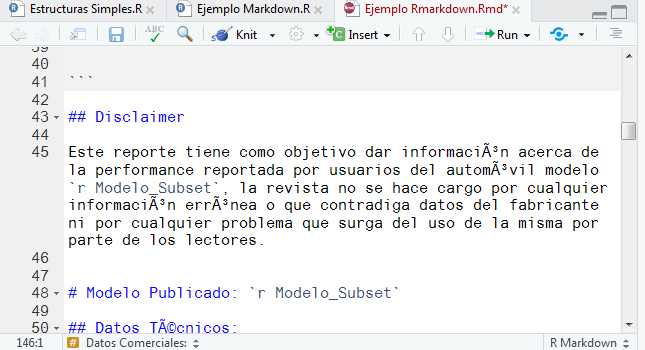 Estructuras Simples.R
Ejemplo Markdown.R
Ejemplo Rmarkdown.Rmd*
ABC
Knit
Insert
Run
39
40
41 ```
42
43 ## Disclaimer
44
45 Este reporte tiene como objetivo dar informaciÃ³n acerca de
la performance reportada por usuarios del automÃ³vil modelo
`r Modelo_Subset`, la revista no se hace cargo por cualquier
informaciÃ³n errÃ³nea o que contradiga datos del fabricante
ni por cualquier problema que surga del uso de la misma por
parte de los lectores.
46
47
48 # Modelo Publicado: `r Modelo_Subset`
49
50 ## Datos TÃ©cnicos:
146:1 # Datos Comerciales: R Markdown